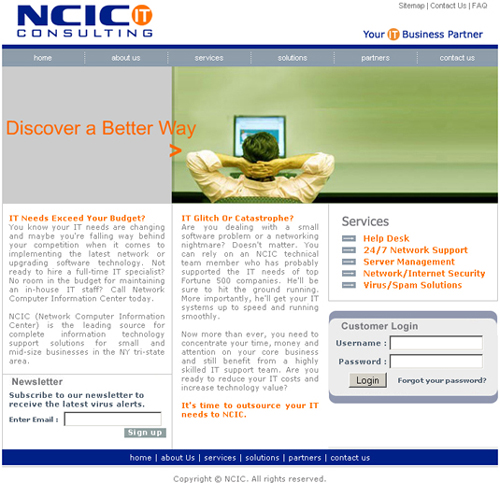 NCIC IT
CONSULTING
Sitemap | Contact Us | FAQ
Your IT Business Partner
home about us services solutions partners contact us
Discover a Better Way
>
IT Needs Exceed Your Budget?
You know your IT needs are changing
and maybe you're falling way behind
your competition when it comes to
implementing the latest network or
upgrading software technology. Not
ready to hire a full-time IT specialist?
No room in the budget for maintaining
an in-house IT staff? Call Network
Computer Information Center today.
NCIC (Network Computer Information
Center) is the leading source for
complete information technology
support solutions for small and
mid-size businesses in the NY tri-state
area.
Newsletter
Subscribe to our newsletter to
receive the latest virus alerts.
Enter Email :
Sign up
IT Glitch Or Catastrophe?
Are you dealing with a small
software problem or a networking
nightmare? Doesn't matter. You
can rely on an NCIC technical
team member who has probably
supported the IT needs of top
Fortune 500 companies. He'll be
sure to hit the ground running.
More importantly, he'll get your IT
systems up to speed and running
smoothly.
Now more than ever, you need to
concentrate your time, money and
attention on your core business
and still benefit from a highly
skilled IT support team. Are you
ready to reduce your IT costs and
increase technology value?
It's time to outsource your IT
needs to NCIC.
Services
Help Desk
24/7 Network Support
Server Management
Network/Internet Security
Virus/Spam Solutions
Customer Login
Username :
Password :
Login Forgot your password?
home | about Us | services | solutions | partners | contact us
Copyright © NCIC. All rights reserved.